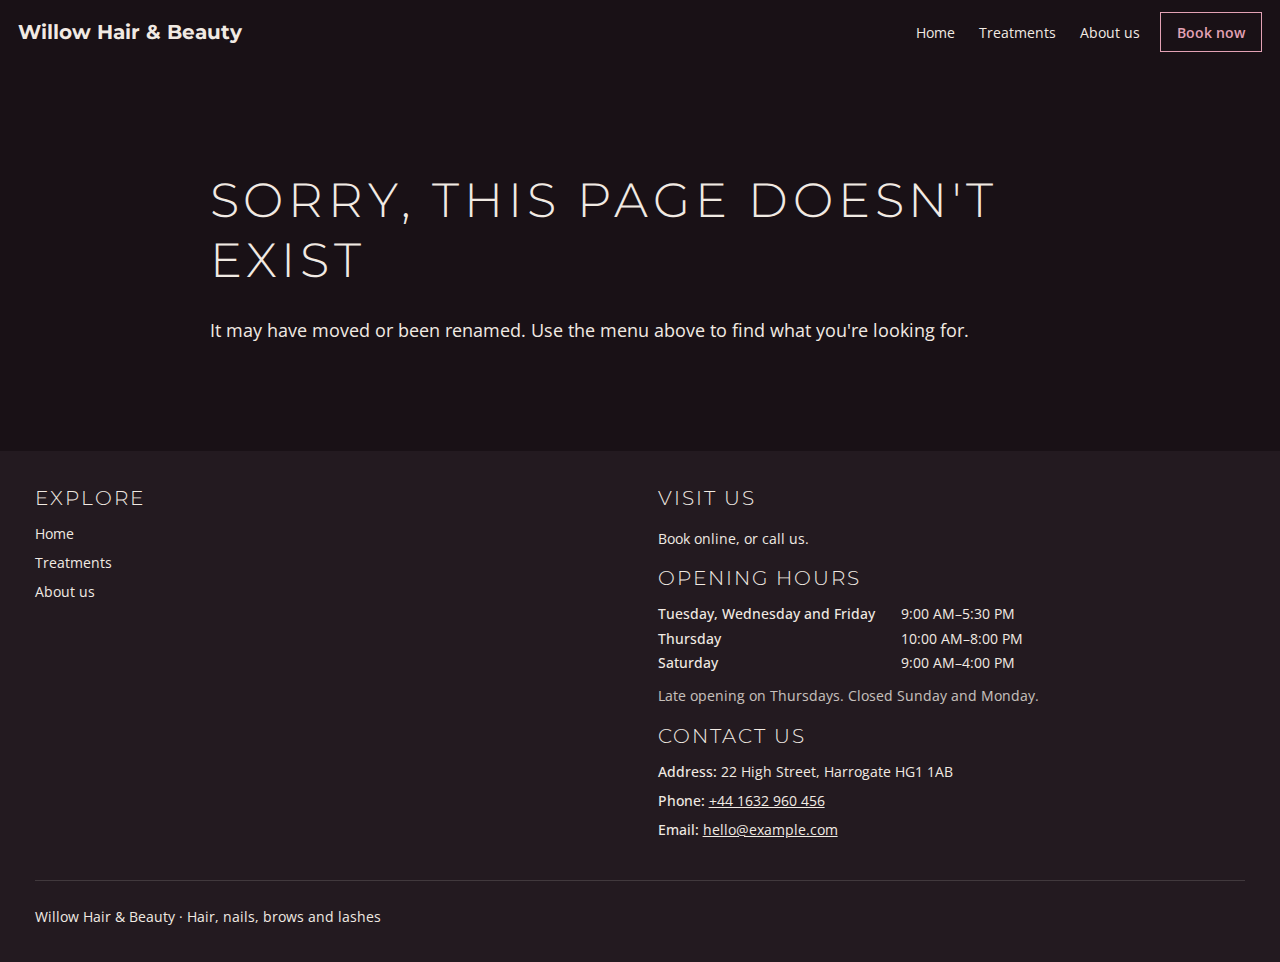 Willow Hair & Beauty
Home
Treatments
About us
Book now
SORRY, THIS PAGE DOESN'T
EXIST
It may have moved or been renamed. Use the menu above to find what you're looking for.
EXPLORE
Home
Treatments
About us
VISIT US
Book online, or call us.
OPENING HOURS
Tuesday, Wednesday and Friday 9:00 AM–5:30 PM
Thursday 10:00 AM–8:00 PM
Saturday 9:00 AM–4:00 PM
Late opening on Thursdays. Closed Sunday and Monday.
CONTACT US
Address: 22 High Street, Harrogate HG1 1AB
Phone: +44 1632 960 456
Email: hello@example.com
Willow Hair & Beauty · Hair, nails, brows and lashes